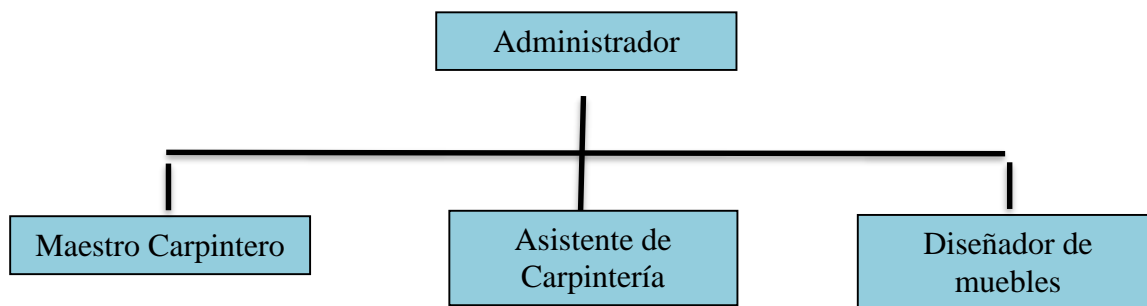 Administrador
Maestro Carpintero
Asistente de
Carpintería
Diseñador de
muebles